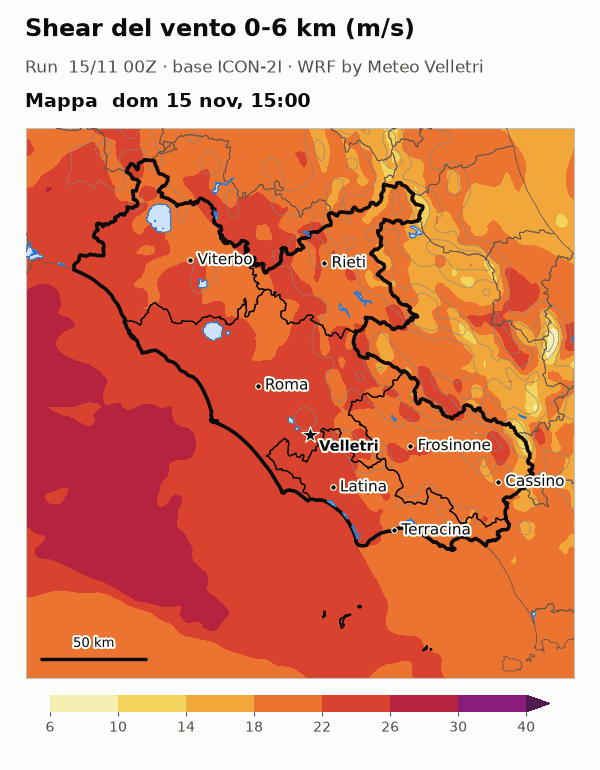 Shear del vento 0-6 km (m/s)
Run  15/11 00Z · base ICON-2I · WRF by Meteo Velletri
Mappa  dom 15 nov, 15:00
Viterbo
Rieti
Roma
Velletri
Frosinone
Latina
Cassino
Terracina
50 km
6 10 14 18 22 26 30 40